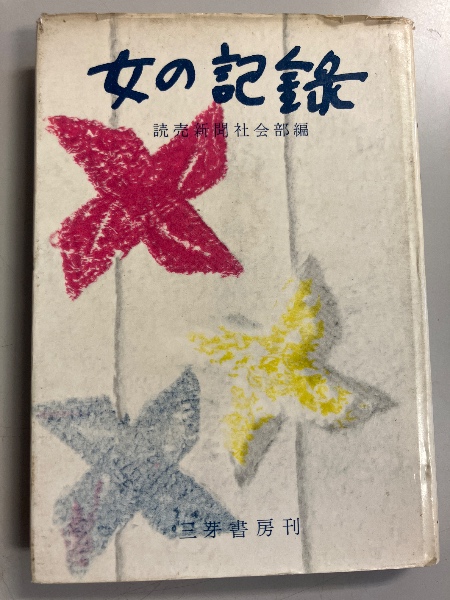 女の記録
読売新聞社会部編
三芽書房刊